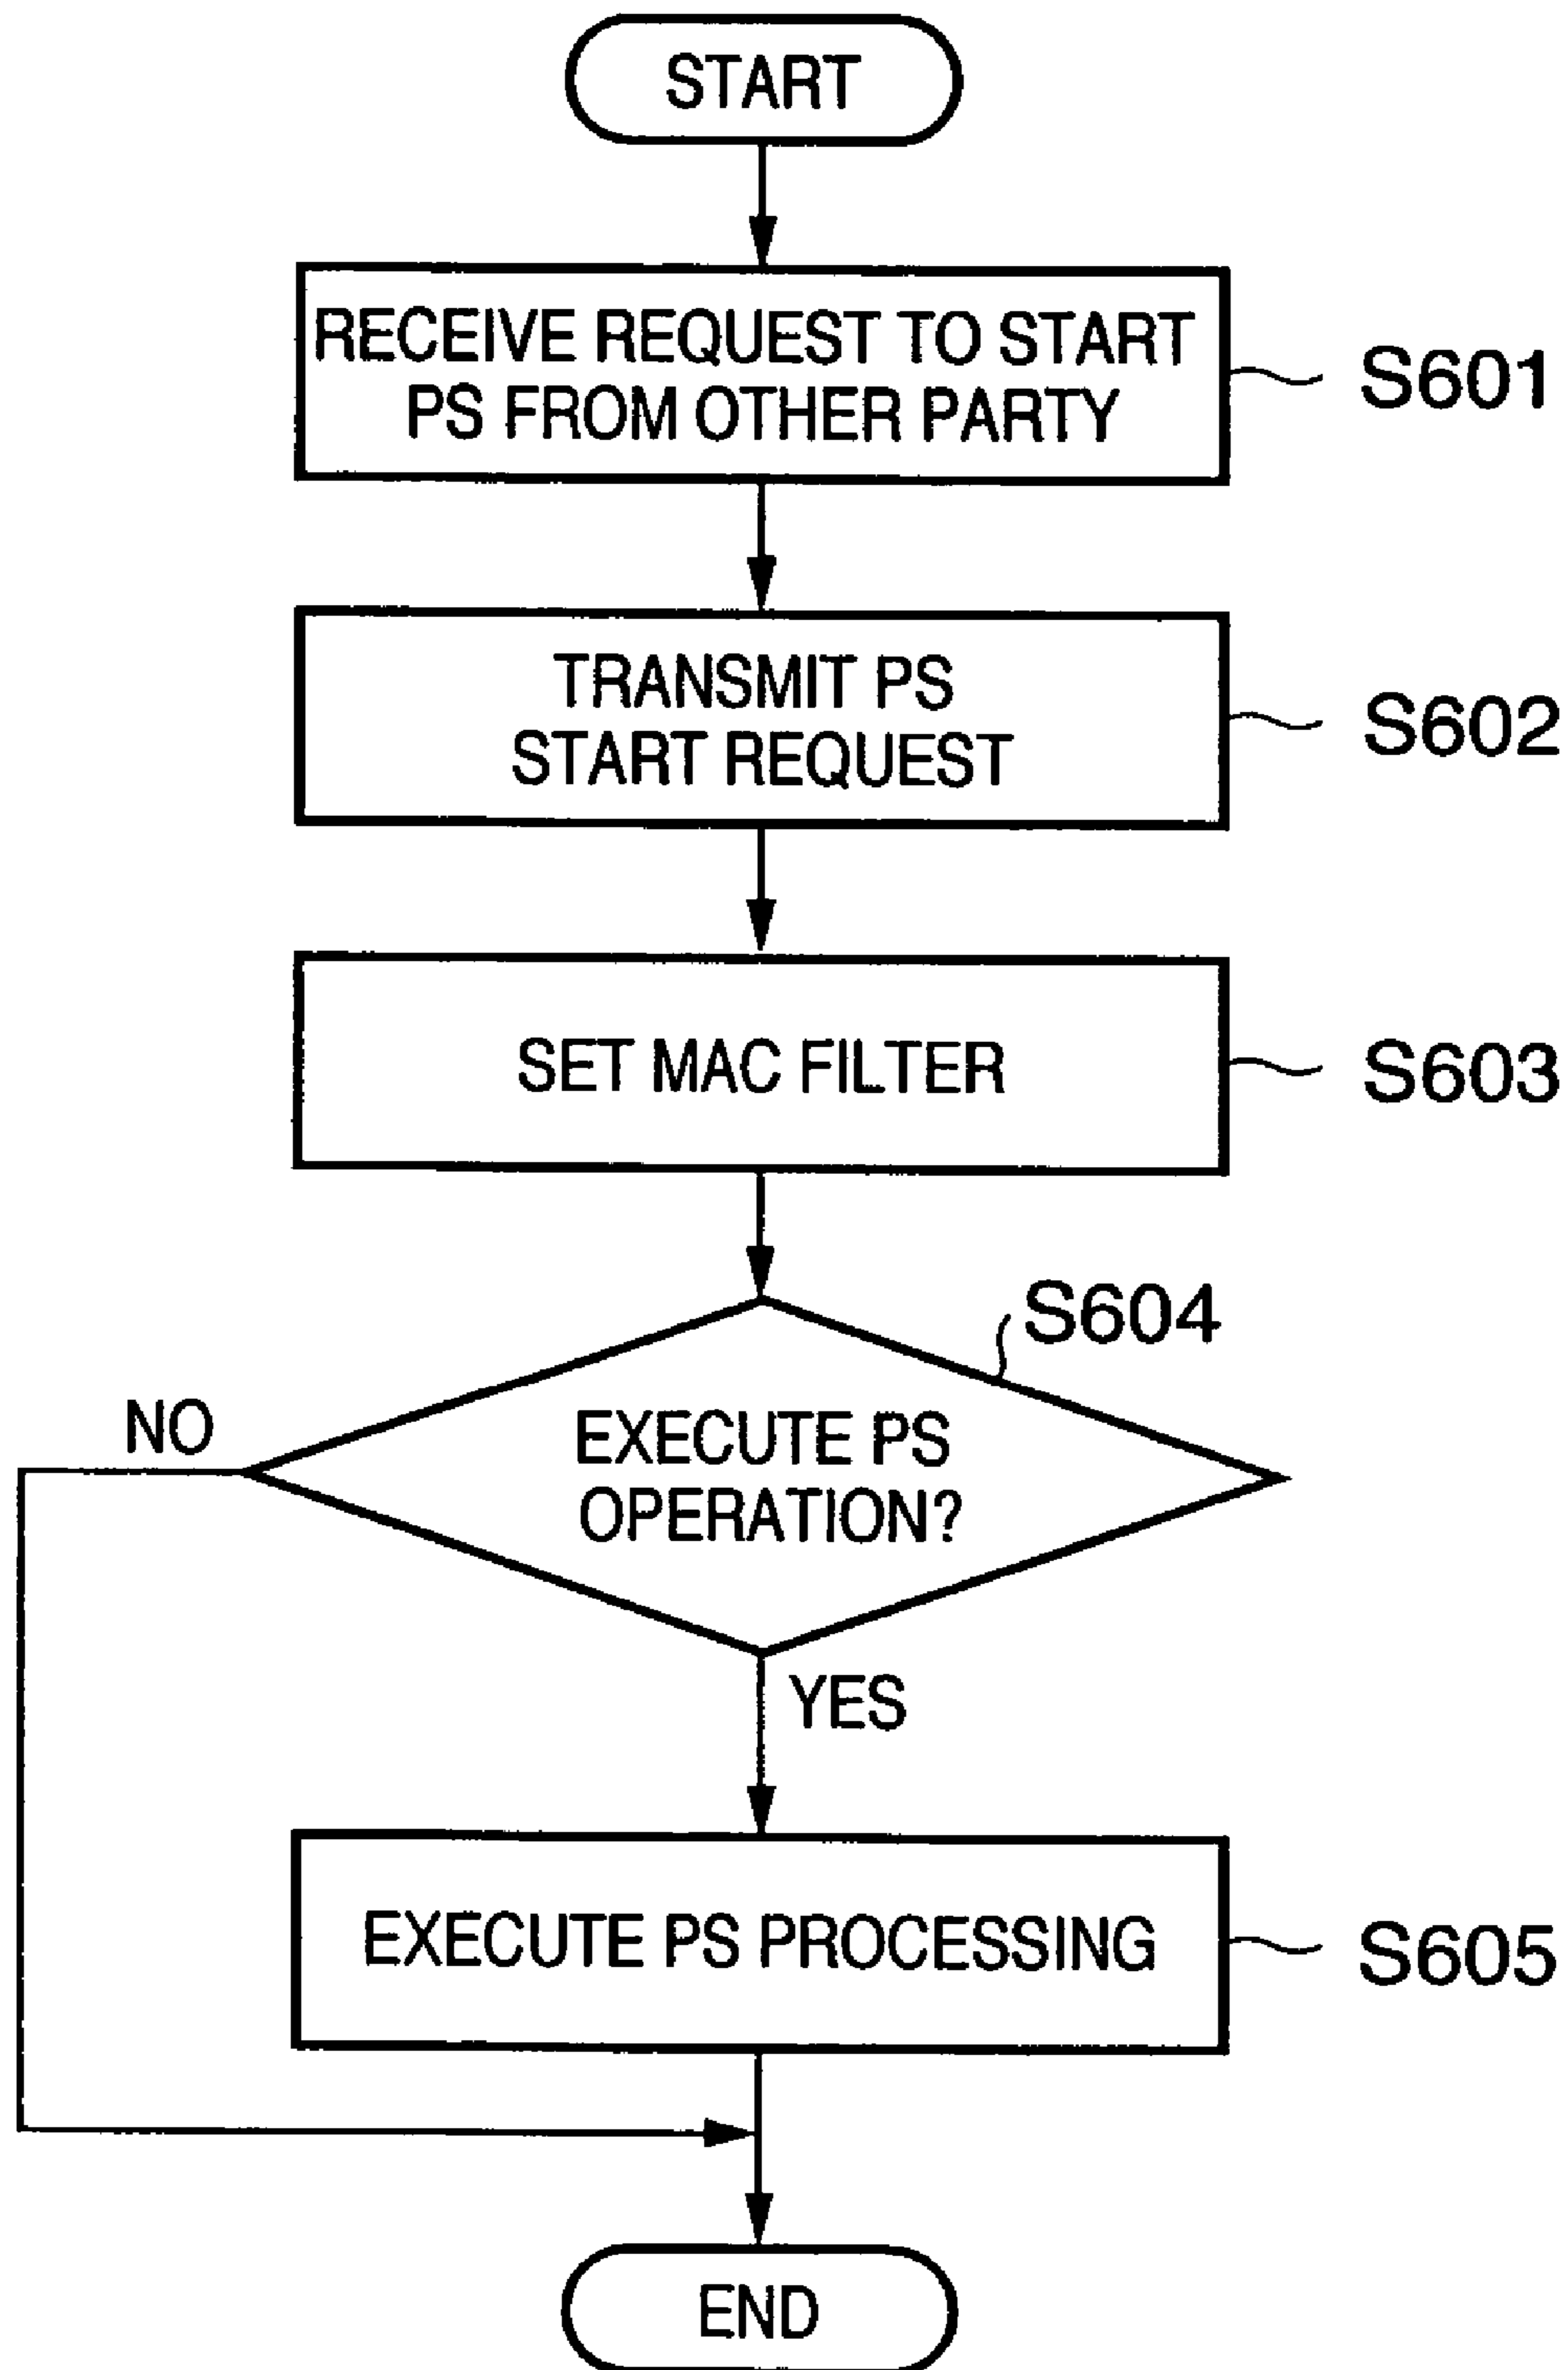 START
RECEIVE REQUEST TO START
PS FROM OTHER PARTY
S601
TRANSMIT PS
START REQUEST
S602
SET MAC FILTER
S603
S604
EXECUTE PS
OPERATION?
NO
YES
EXECUTE PS PROCESSING
S605
END